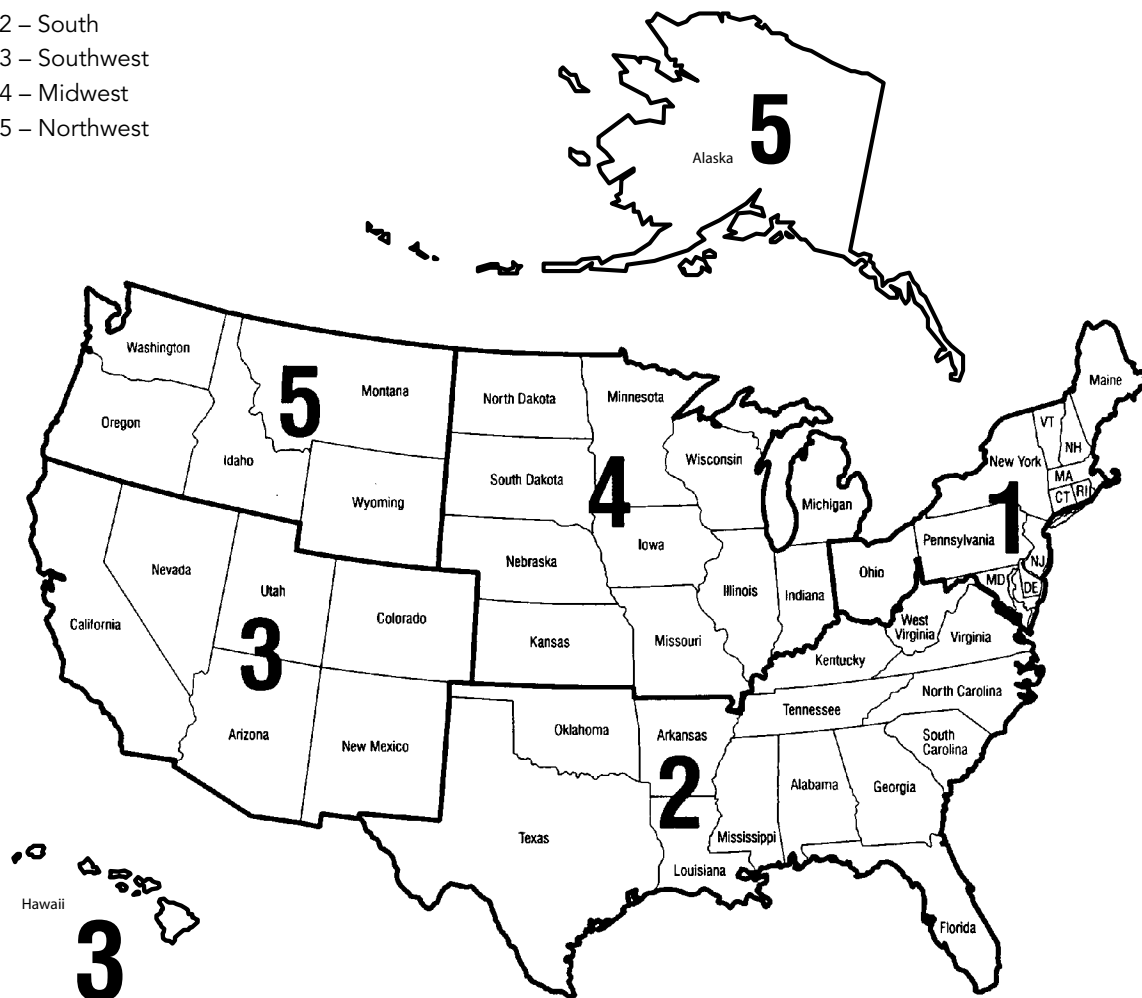 2 – South
3 – Southwest
4 – Midwest
5 – Northwest
5
Alaska
Washington
Oregon
Idaho
5
Montana
Wyoming
North Dakota
South Dakota
Nebraska
Kansas
4
Minnesota
Iowa
Missouri
Wisconsin
Illinois
Michigan
Indiana
Ohio
Maine
VT
NH
New York
MA
CT
RI
1
Pennsylvania
NJ
MD
DE
West
Virginia
Virginia
Kentucky
California
Nevada
Utah
Colorado
3
Arizona
New Mexico
Oklahoma
Texas
Arkansas
2
Louisiana
Tennessee
North Carolina
South
Carolina
Mississippi
Alabama
Georgia
Florida
Hawaii
3